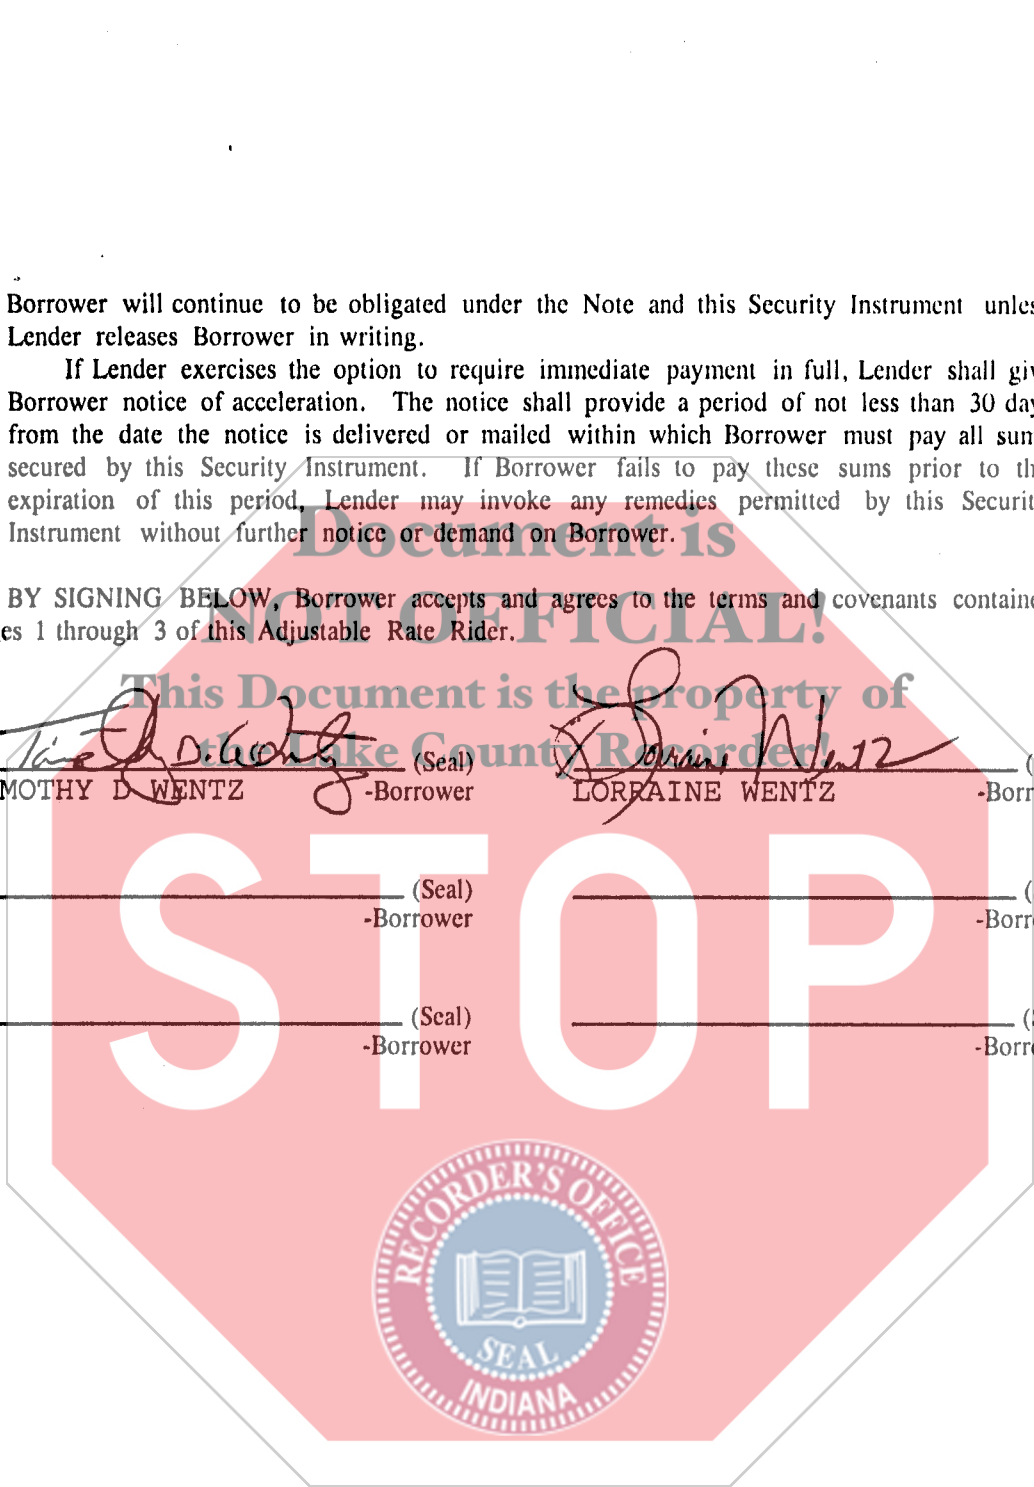 Borrower will continue to be obligated under the Note and this Security Instrument unles
Lender releases Borrower in writing.
If Lender exercises the option to require immediate payment in full, Lender shall giv
Borrower notice of acceleration. The notice shall provide a period of not less than 30 day
from the date the notice is delivered or mailed within which Borrower must pay all sum
secured by this Security Instrument. If Borrower fails to pay these sums prior to th
expiration of this period, Lender may invoke any remedies permitted by this Securit
Instrument without further notice or demand on Borrower.
Document is
BY SIGNING BELOW, Borrower accepts and agrees to the terms and covenants containe
NOT OFFICIAL!
es 1 through 3 of this Adjustable Rate Rider.
This Document is the property of
the Lake County Recorder!
Timothy D. Wentz (Seal) Lorraine Wentz (
MOTHY D WENTZ -Borrower LORRAINE WENTZ -Borr
(Seal) (
-Borrower -Borr
(Seal) (
-Borrower -Borr
STOP
RECORDER'S OFFICE
SEAL
INDIANA